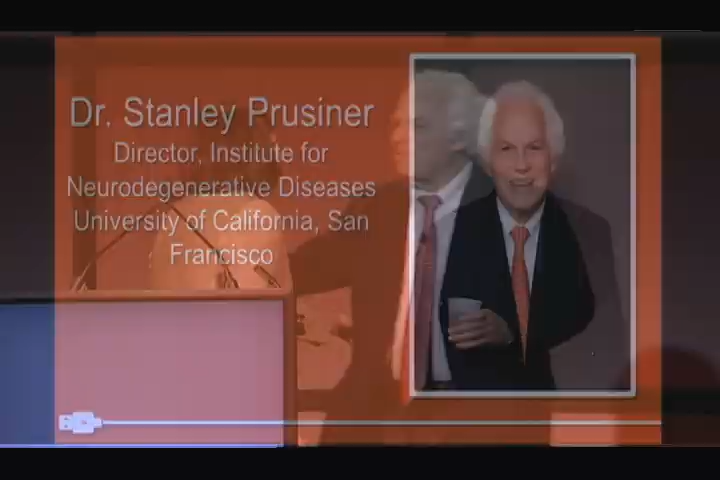 Dr. Stanley Prusiner
Director, Institute for
Neurodegenerative Diseases
University of California, San
Francisco